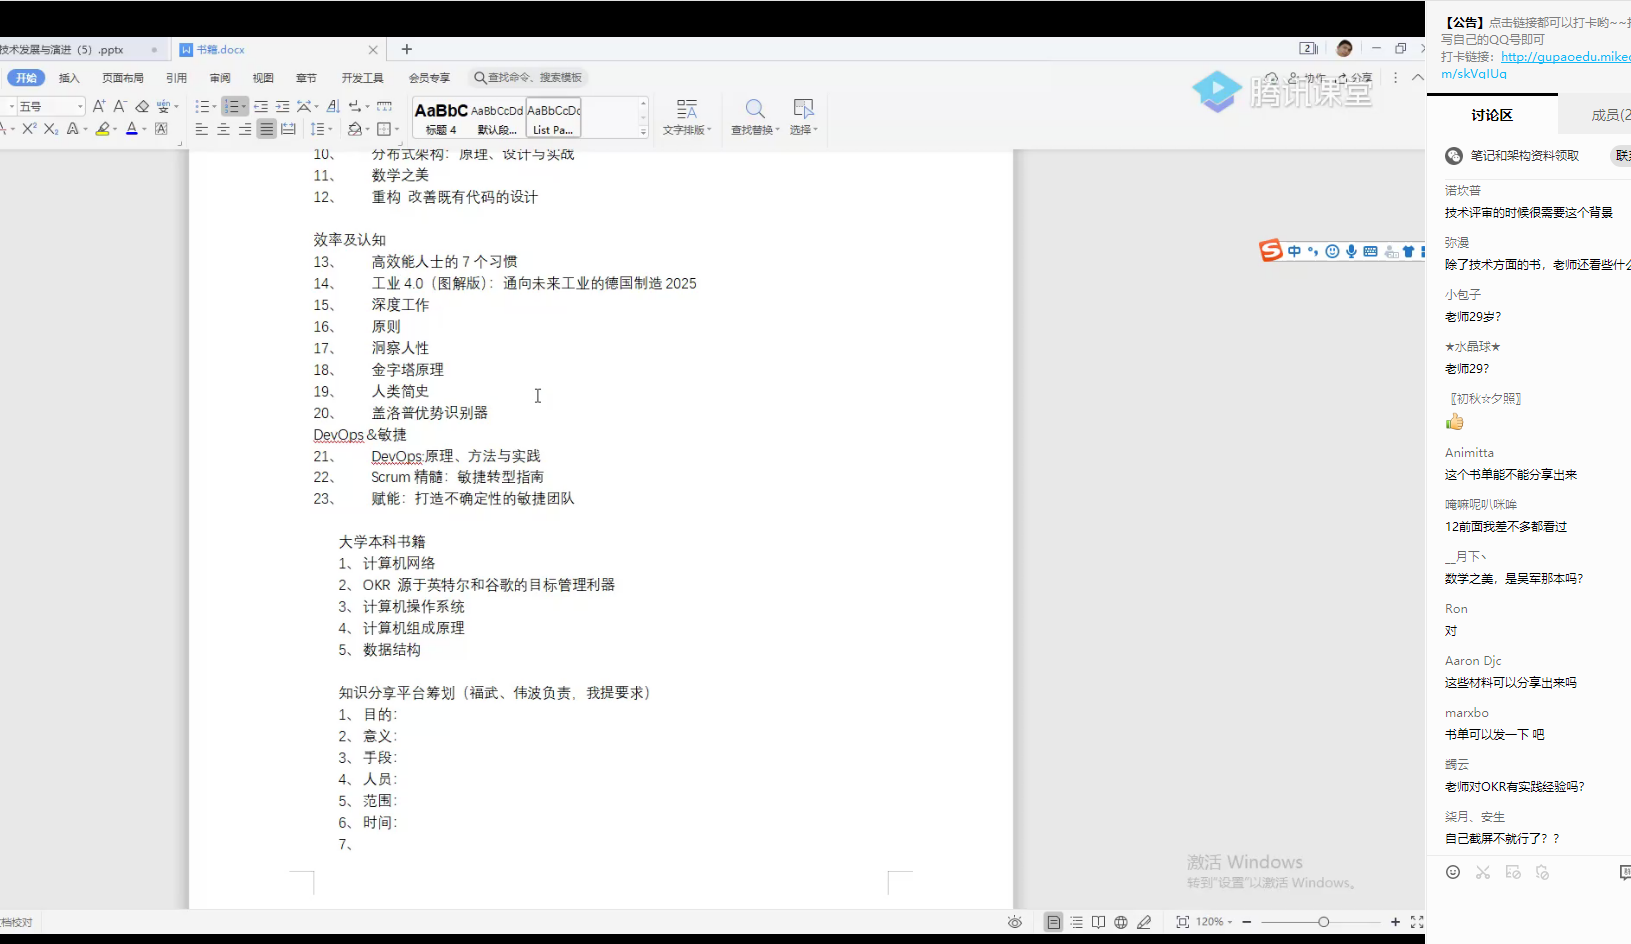 技术发展与演进（5）.pptx
书籍.docx
开始 插入 页面布局 引用 审阅 视图 章节 开发工具 会员专享 查找命令、搜索模板
协作 分享
腾讯课堂
五号
AaBbC AaBbCcDd AaBbCcDc
标题 4 默认段... List Pa...
文字排版 查找替换 选择
10、 分布式架构：原理、设计与实战
11、 数学之美
12、 重构 改善既有代码的设计
效率及认知
13、 高效能人士的 7 个习惯
14、 工业 4.0（图解版）：通向未来工业的德国制造 2025
15、 深度工作
16、 原则
17、 洞察人性
18、 金字塔原理
19、 人类简史
20、 盖洛普优势识别器
DevOps &敏捷
21、 DevOps:原理、方法与实践
22、 Scrum 精髓：敏捷转型指南
23、 赋能：打造不确定性的敏捷团队
大学本科书籍
1、 计算机网络
2、 OKR 源于英特尔和谷歌的目标管理利器
3、 计算机操作系统
4、 计算机组成原理
5、 数据结构
知识分享平台筹划（福武、伟波负责，我提要求）
1、 目的：
2、 意义：
3、 手段：
4、 人员：
5、 范围：
6、 时间：
7、
激活 Windows
转到"设置"以激活 Windows。
档校对
120%
中
【公告】点击链接都可以打卡哟~~
写自己的QQ号即可
打卡链接：http://gupaoedu.mike
m/skVqIUq
讨论区 成员(2
笔记和架构资料领取
诺坎普
技术评审的时候很需要这个背景
弥漫
除了技术方面的书，老师还看些什么
小包子
老师29岁?
★水晶球★
老师29?
〖初秋☆夕照〗
Animitta
这个书单能不能分享出来
唵嘛呢叭咪哞
12前面我差不多都看过
__月下丶
数学之美，是吴军那本吗?
Ron
对
Aaron Djc
这些材料可以分享出来吗
marxbo
书单可以发一下 吧
蝎云
老师对OKR有实践经验吗?
柒月、安生
自己截屏不就行了？？